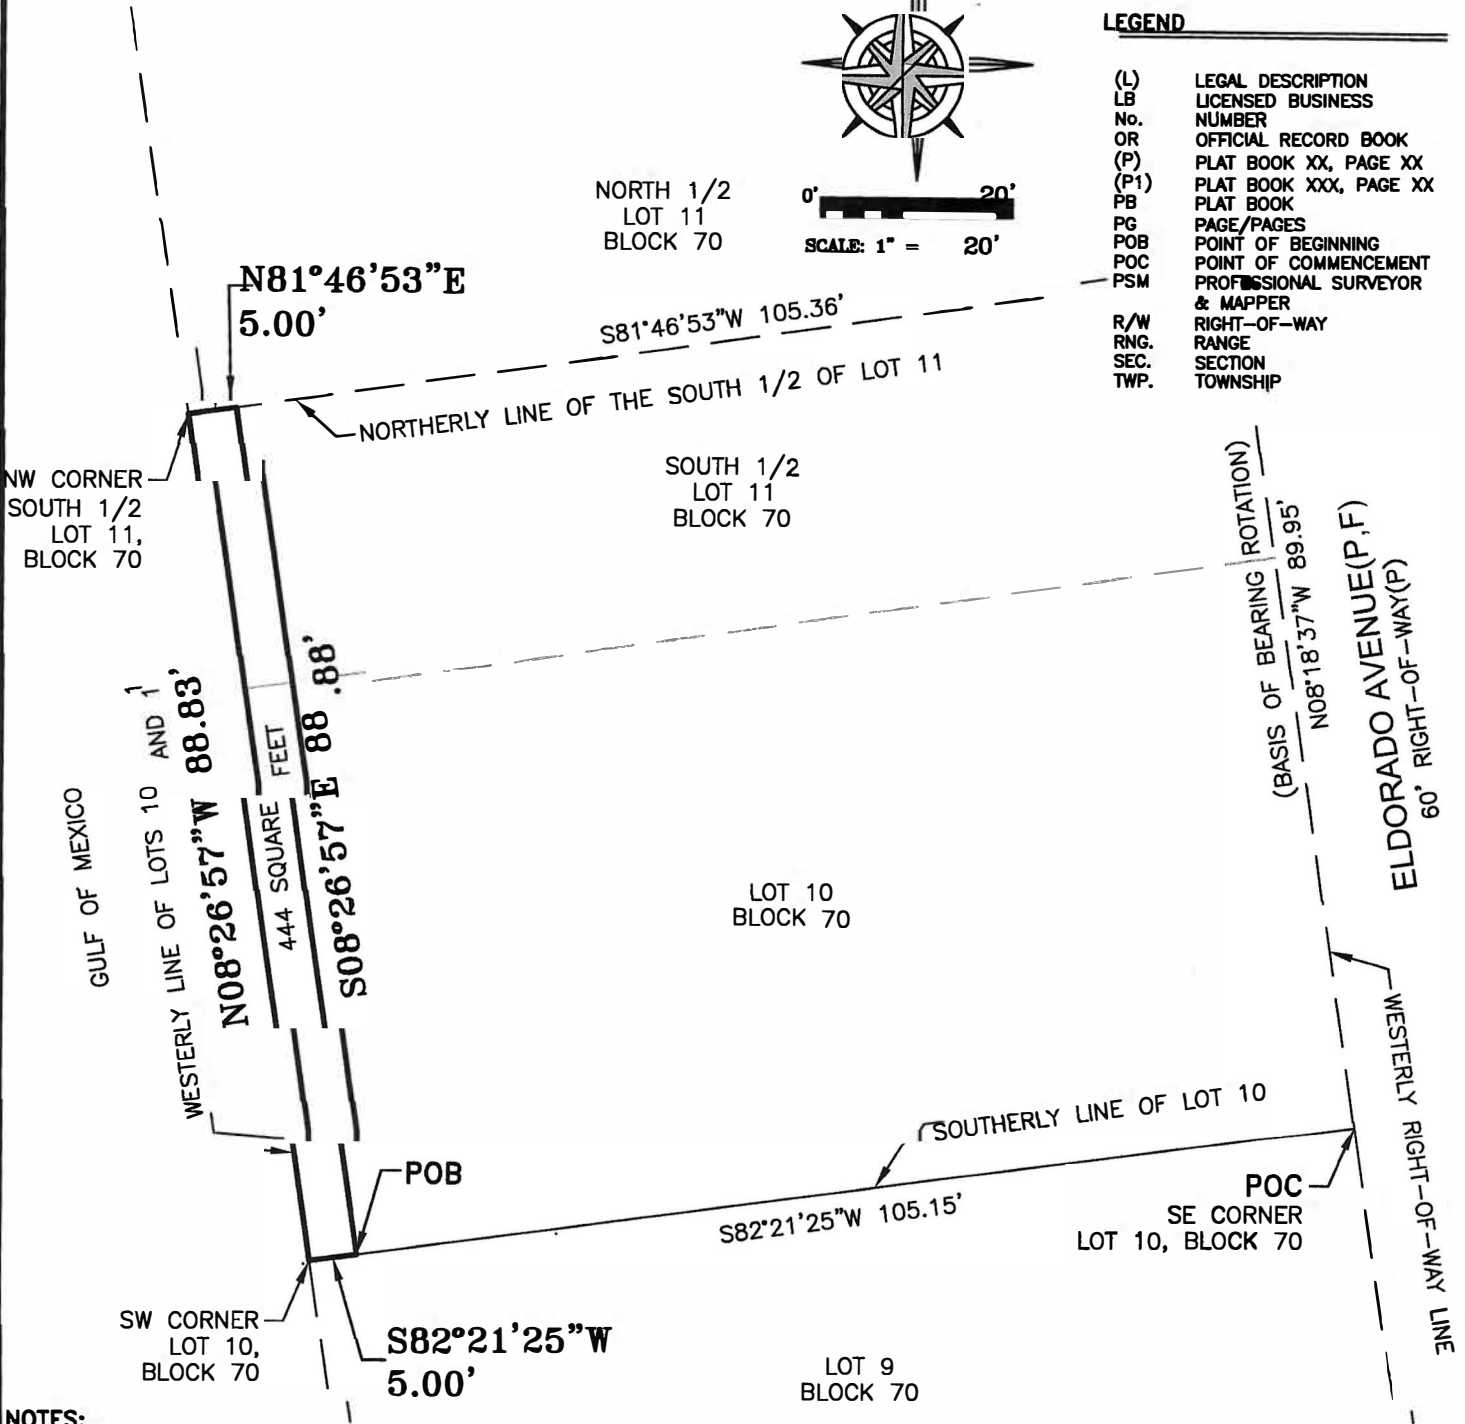 LEGEND
(L) LEGAL DESCRIPTION
LB LICENSED BUSINESS
No. NUMBER
OR OFFICIAL RECORD BOOK
(P) PLAT BOOK XX, PAGE XX
(P1) PLAT BOOK XXX, PAGE XX
PB PLAT BOOK
PG PAGE/PAGES
POB POINT OF BEGINNING
POC POINT OF COMMENCEMENT
PSM PROFESSIONAL SURVEYOR
& MAPPER
R/W RIGHT-OF-WAY
RNG. RANGE
SEC. SECTION
TWP. TOWNSHIP
0' 20'
SCALE: 1" = 20'
NORTH 1/2
LOT 11
BLOCK 70
N81°46'53"E
5.00'
S81°46'53"W 105.36'
NORTHERLY LINE OF THE SOUTH 1/2 OF LOT 11
NW CORNER
SOUTH 1/2
LOT 11,
BLOCK 70
SOUTH 1/2
LOT 11
BLOCK 70
(BASIS OF BEARING ROTATION)
N08°18'37"W 89.95'
ELDORADO AVENUE(P,F)
60' RIGHT-OF-WAY(P)
GULF OF MEXICO
WESTERLY LINE OF LOTS 10 AND 11
N08°26'57"W 88.83'
444 SQUARE FEET
S08°26'57"E 88 .88'
LOT 10
BLOCK 70
WESTERLY RIGHT-OF-WAY LINE
SOUTHERLY LINE OF LOT 10
POB
S82°21'25"W 105.15'
POC
SE CORNER
LOT 10, BLOCK 70
SW CORNER
LOT 10,
BLOCK 70
S82°21'25"W
5.00'
LOT 9
BLOCK 70
NOTES: